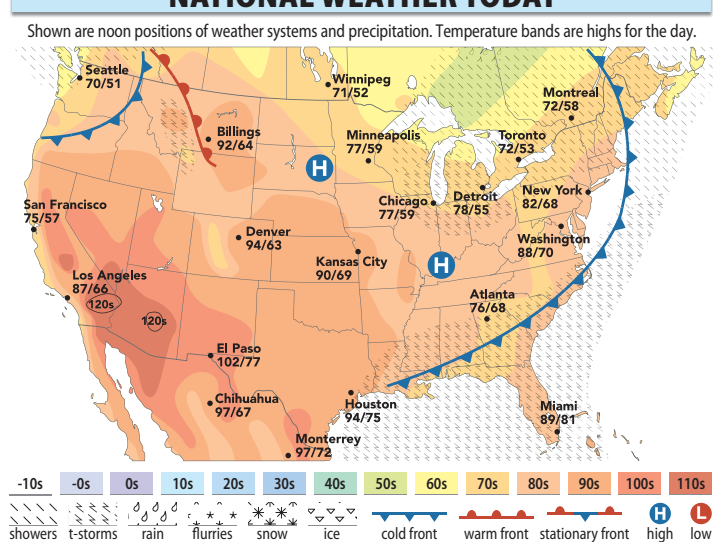 NATIONAL WEATHER TODAY
Shown are noon positions of weather systems and precipitation. Temperature bands are highs for the day.
Seattle
70/51
Winnipeg
71/52
Montreal
72/58
Billings
92/64
Minneapolis
77/59
Toronto
72/53
H
San Francisco
75/57
Chicago
77/59
Detroit
78/55
New York
82/68
Denver
94/63
Kansas City
90/69
Washington
88/70
H
Los Angeles
87/66
120s
120s
Atlanta
76/68
El Paso
102/77
Chihuahua
97/67
Houston
94/75
Miami
89/81
Monterrey
97/72
-10s -0s 0s 10s 20s 30s 40s 50s 60s 70s 80s 90s 100s 110s
H L
showers t-storms rain flurries snow ice cold front warm front stationary front high low